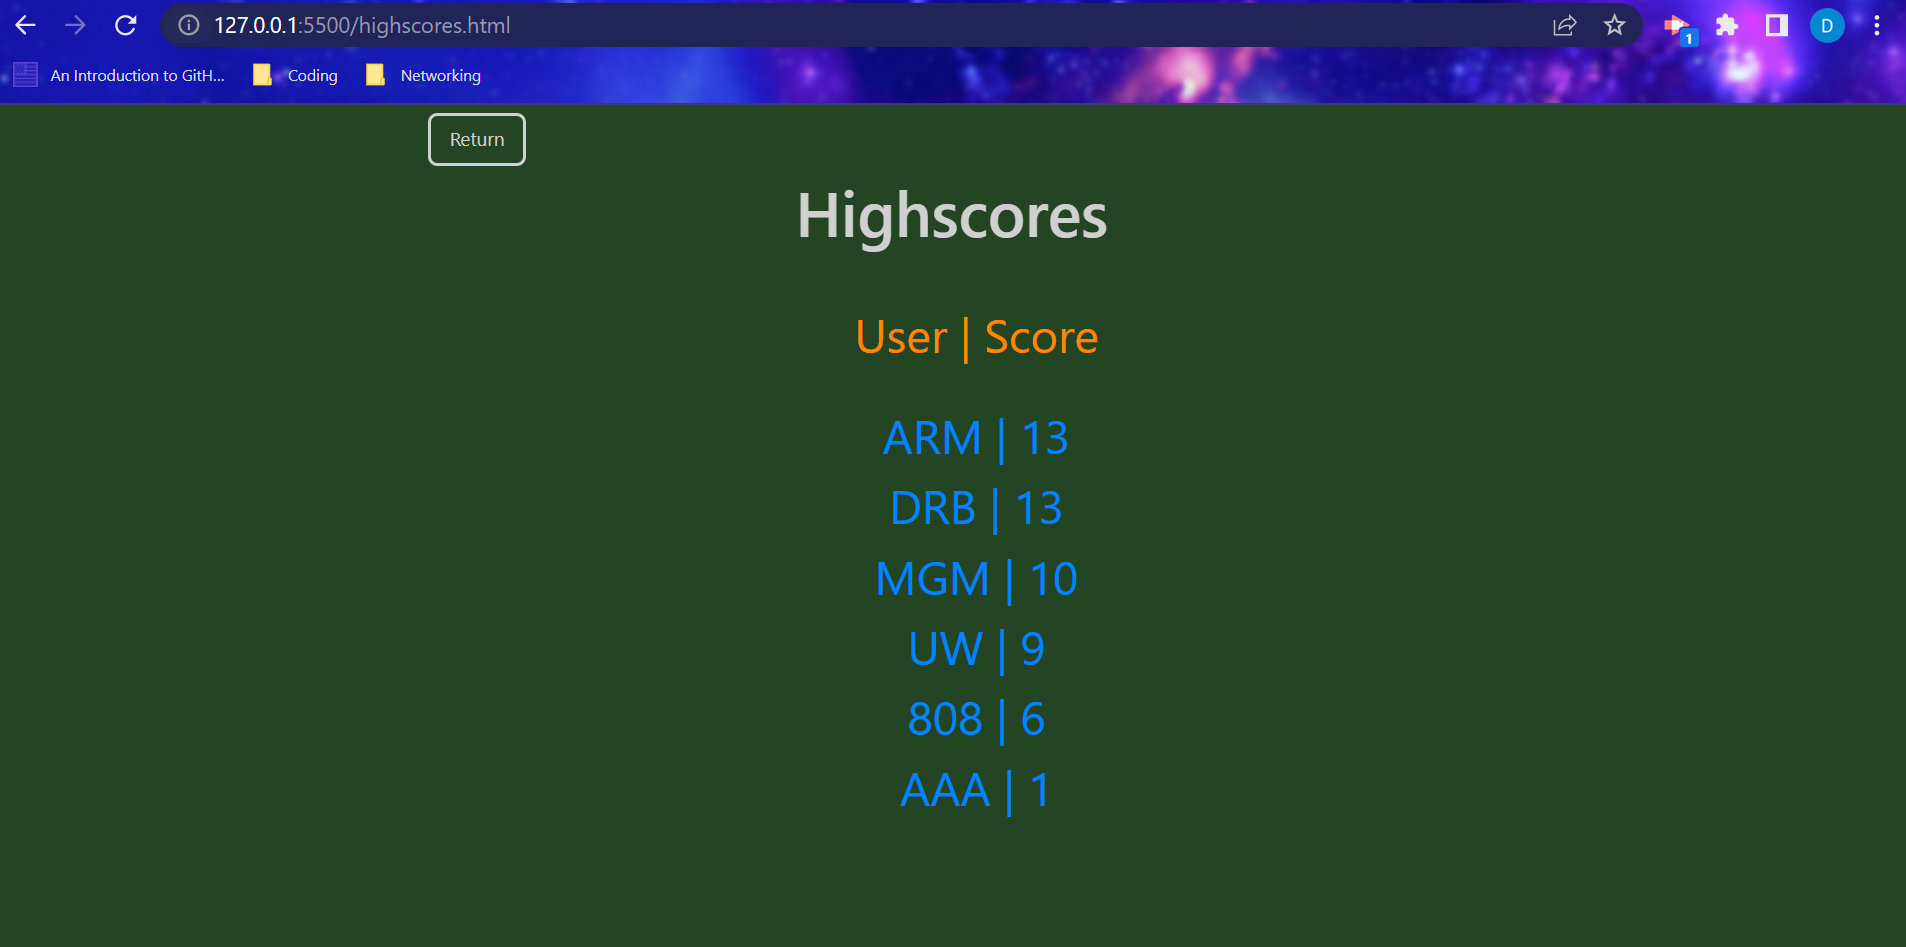 127.0.0.1:5500/highscores.html
1
D
An Introduction to GitH...
Coding
Networking
Return
Highscores
User | Score
ARM | 13
DRB | 13
MGM | 10
UW | 9
808 | 6
AAA | 1